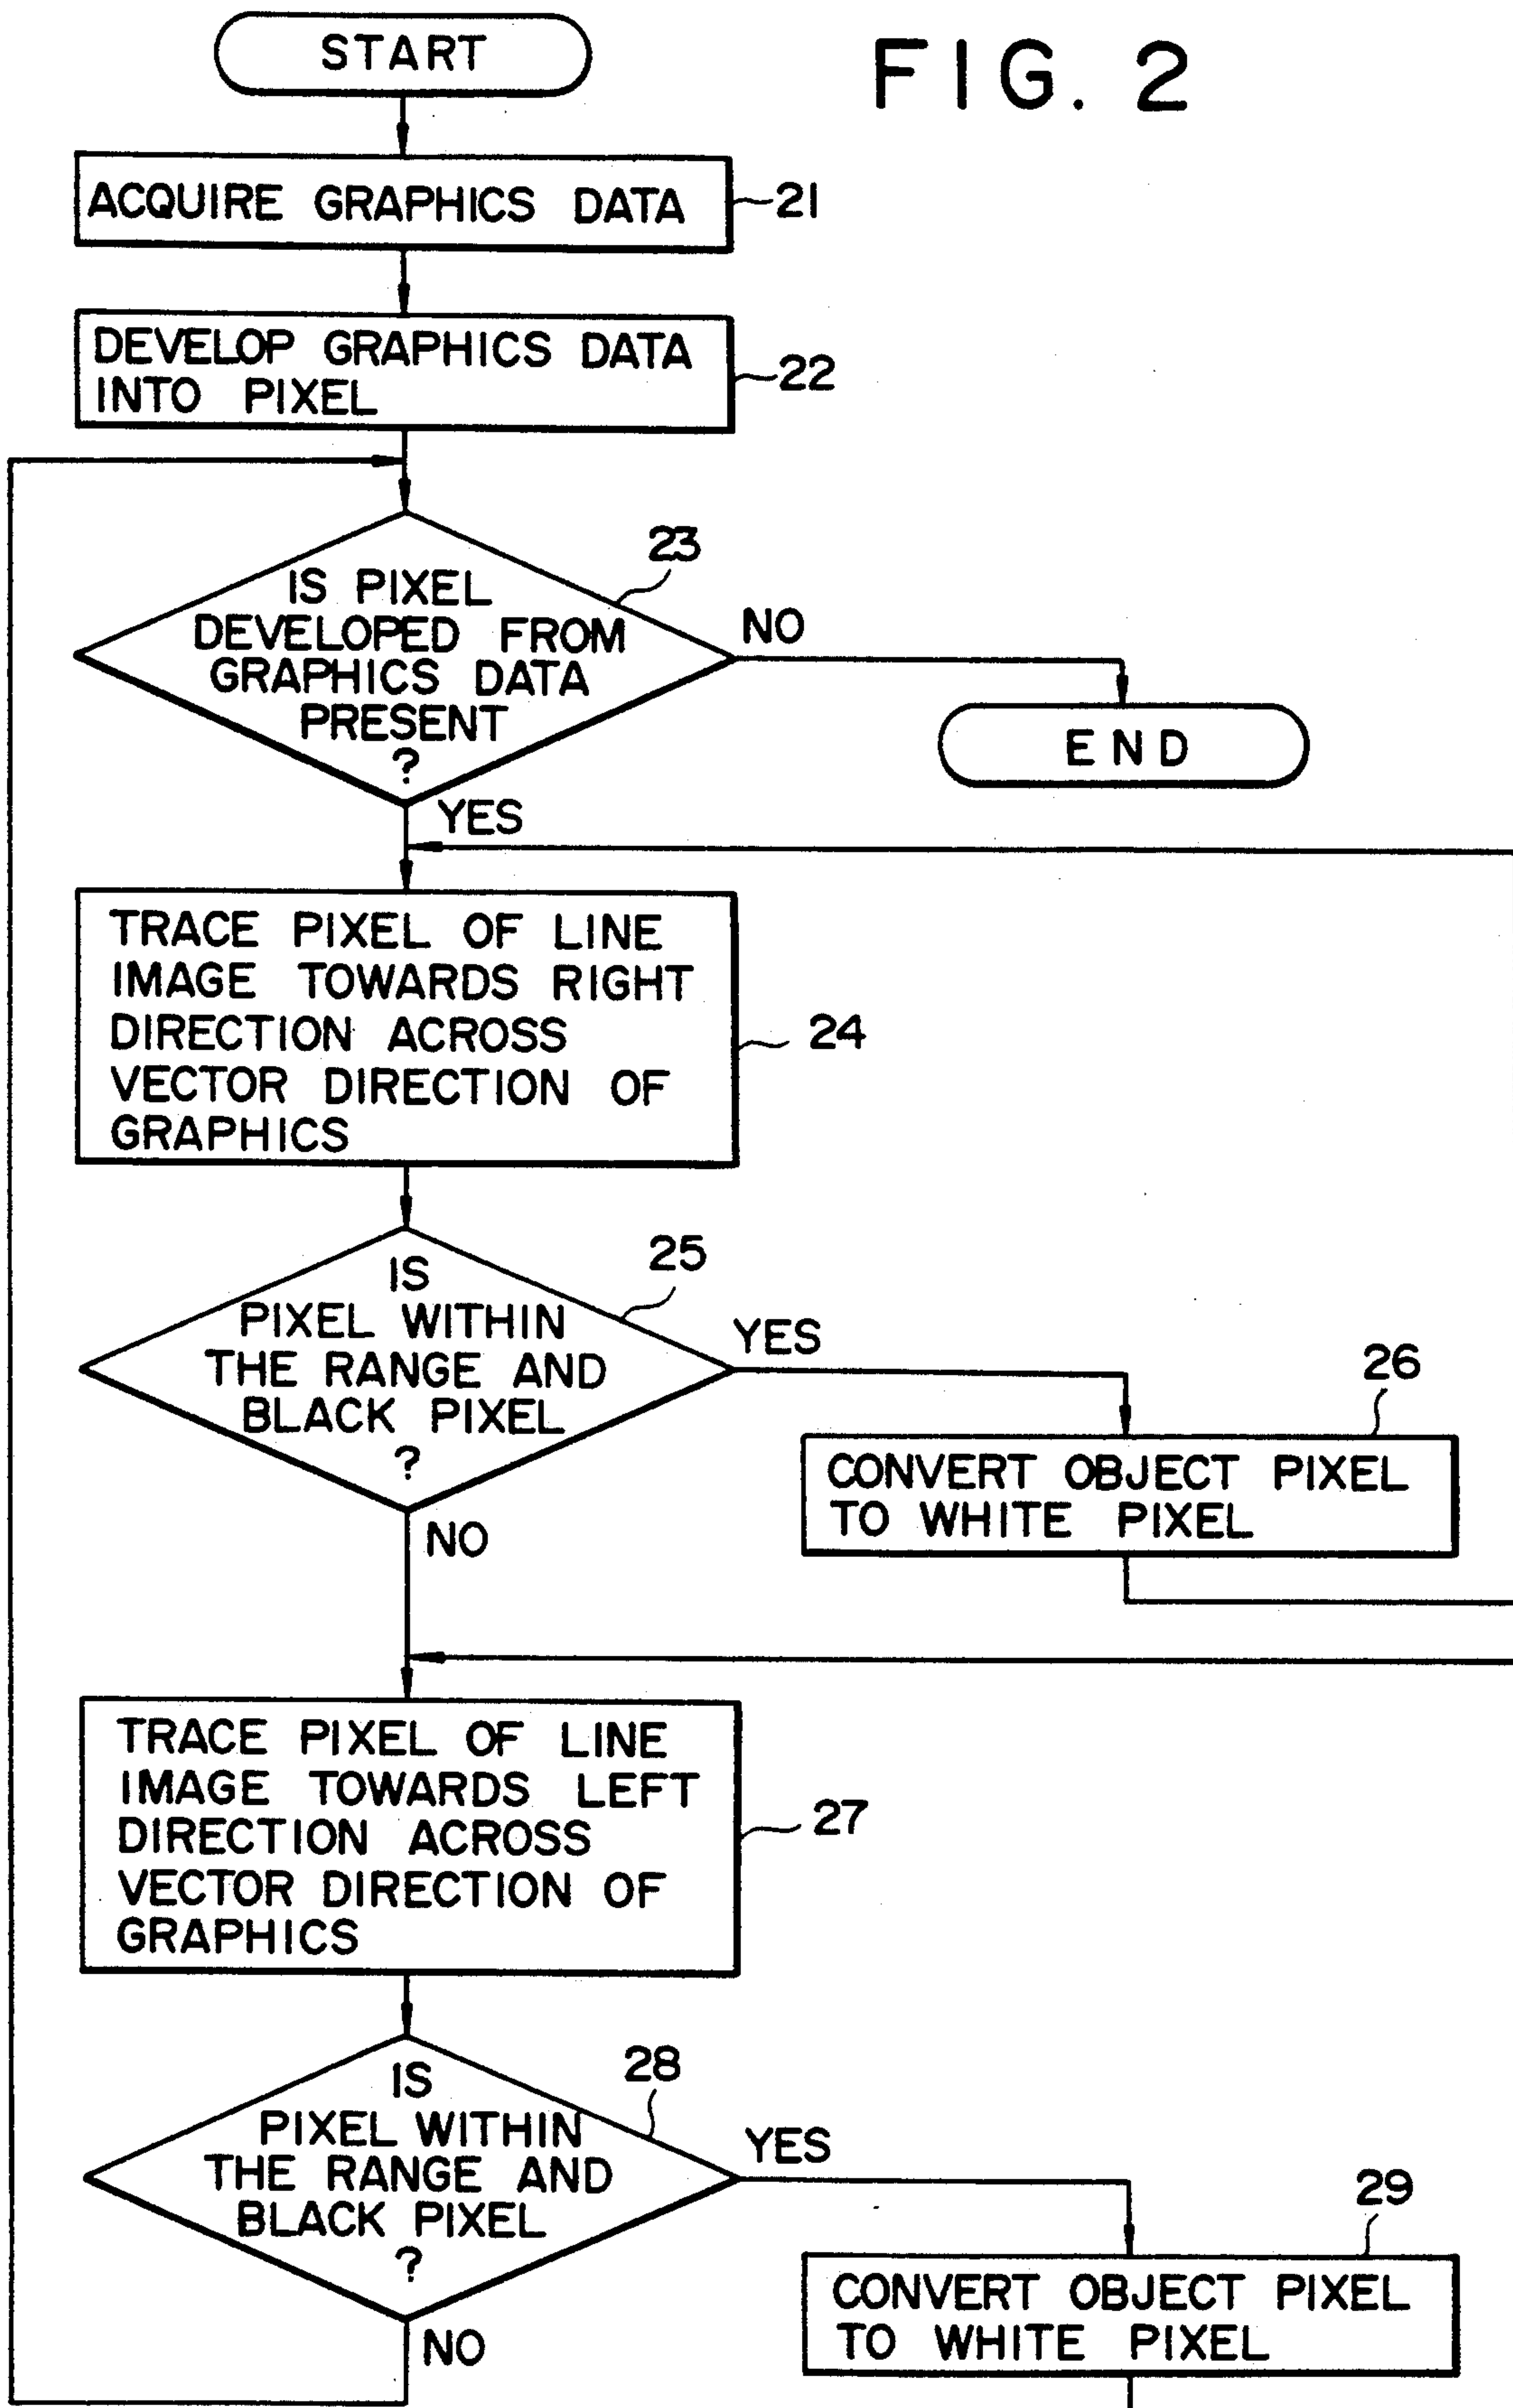 START
FIG. 2
ACQUIRE GRAPHICS DATA
21
DEVELOP GRAPHICS DATA
INTO PIXEL
22
23
IS PIXEL
DEVELOPED FROM
GRAPHICS DATA
PRESENT
?
NO
END
YES
TRACE PIXEL OF LINE
IMAGE TOWARDS RIGHT
DIRECTION ACROSS
VECTOR DIRECTION OF
GRAPHICS
24
25
IS
PIXEL WITHIN
THE RANGE AND
BLACK PIXEL
?
YES
26
CONVERT OBJECT PIXEL
TO WHITE PIXEL
NO
TRACE PIXEL OF LINE
IMAGE TOWARDS LEFT
DIRECTION ACROSS
VECTOR DIRECTION OF
GRAPHICS
27
28
IS
PIXEL WITHIN
THE RANGE AND
BLACK PIXEL
?
YES
29
CONVERT OBJECT PIXEL
TO WHITE PIXEL
NO